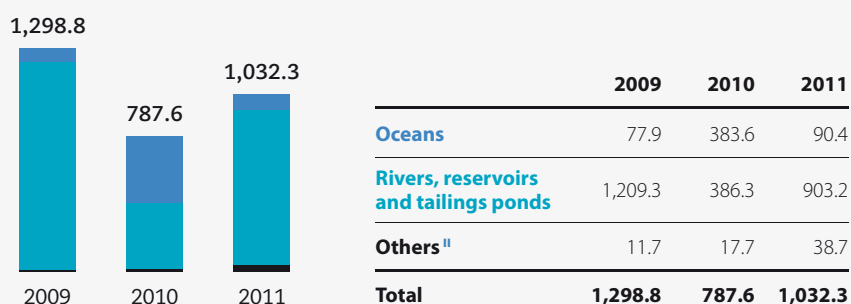 1,298.8
787.6
1,032.3
2009
2010
2011
2009 2010 2011
Oceans 77.9 383.6 90.4
Rivers, reservoirs
and tailings ponds 1,209.3 386.3 903.2
Others II 11.7 17.7 38.7
Total 1,298.8 787.6 1,032.3